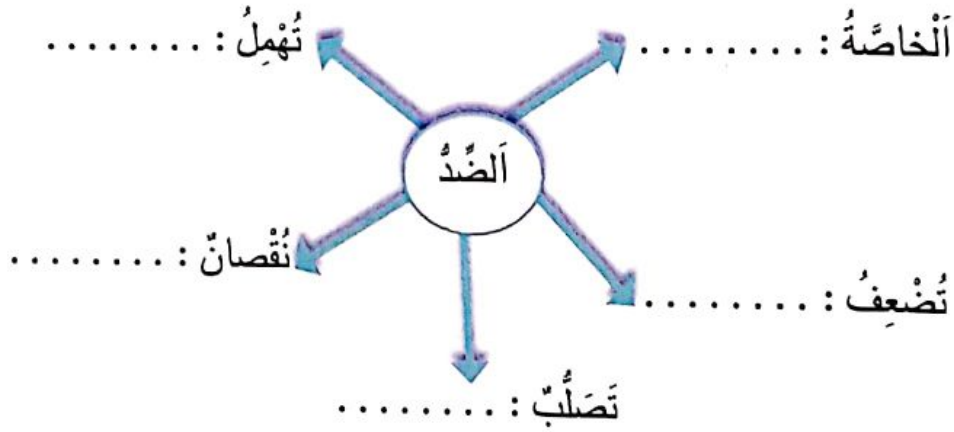 اَلْخاصَّةُ : . . . . . . . .
تُهْمِلُ : . . . . . . . .
اَلضِّدُّ
نُقْصانٌ : . . . . . . . .
تُضْعِفُ : . . . . . . . .
تَصَلُّبٌ : . . . . . . . .